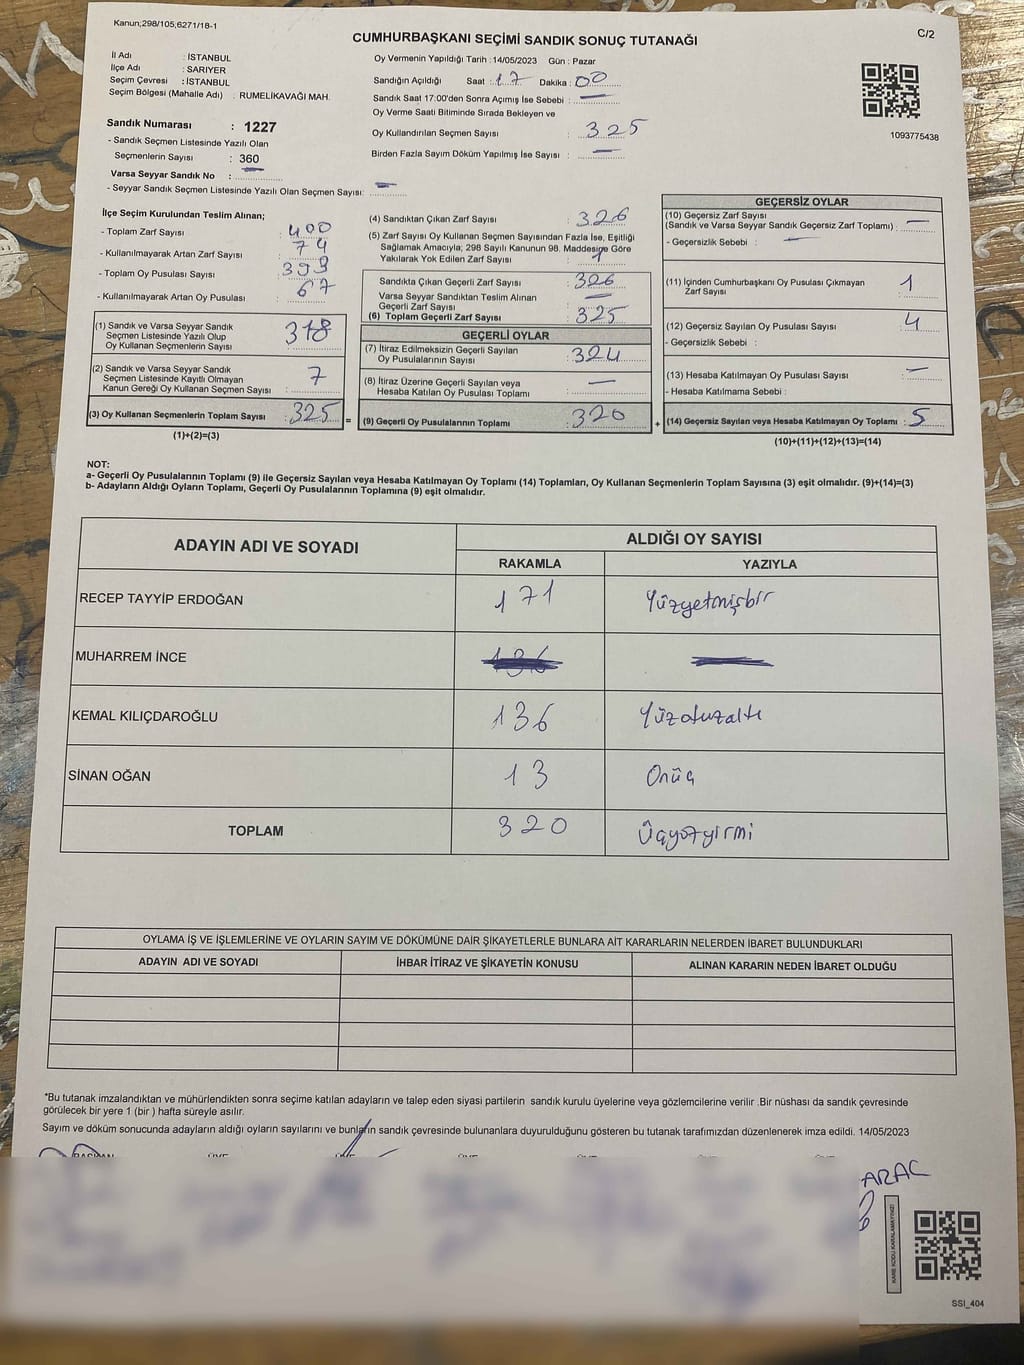 Kanun;298/105;6271/18-1
C/2
CUMHURBAŞKANI SEÇİMİ SANDIK SONUÇ TUTANAĞI
İl Adı : İSTANBUL
İlçe Adı : SARIYER
Seçim Çevresi : İSTANBUL
Seçim Bölgesi (Mahalle Adı) : RUMELİKAVAĞI MAH.
Sandık Numarası : 1227
- Sandık Seçmen Listesinde Yazılı Olan
Seçmenlerin Sayısı : 360
Varsa Seyyar Sandık No :
- Seyyar Sandık Seçmen Listesinde Yazılı Olan Seçmen Sayısı: —
Oy Vermenin Yapıldığı Tarih :14/05/2023 Gün : Pazar
Sandığın Açıldığı Saat : 17 Dakika : 00
Sandık Saat 17:00'den Sonra Açımış İse Sebebi : —
Oy Verme Saati Bitiminde Sırada Bekleyen ve
Oy Kullandırılan Seçmen Sayısı : 325
Birden Fazla Sayım Döküm Yapılmış İse Sayısı : —
1093775438
İlçe Seçim Kurulundan Teslim Alınan;
- Toplam Zarf Sayısı : 400
- Kullanılmayarak Artan Zarf Sayısı : 74
- Toplam Oy Pusulası Sayısı : 393
- Kullanılmayarak Artan Oy Pusulası : 67
(1) Sandık ve Varsa Seyyar Sandık
Seçmen Listesinde Yazılı Olup
Oy Kullanan Seçmenlerin Sayısı : 318
(2) Sandık ve Varsa Seyyar Sandık
Seçmen Listesinde Kayıtlı Olmayan
Kanun Gereği Oy Kullanan Seçmen Sayısı : 7
(3) Oy Kullanan Seçmenlerin Toplam Sayısı : 325 =
(1)+(2)=(3)
(4) Sandıktan Çıkan Zarf Sayısı : 326
(5) Zarf Sayısı Oy Kullanan Seçmen Sayısından Fazla İse, Eşitliği
Sağlamak Amacıyla; 298 Sayılı Kanunun 98. Maddesine Göre
Yakılarak Yok Edilen Zarf Sayısı : 1
Sandıkta Çıkan Geçerli Zarf Sayısı : 326
Varsa Seyyar Sandıktan Teslim Alınan
Geçerli Zarf Sayısı : —
(6) Toplam Geçerli Zarf Sayısı : 325
GEÇERLİ OYLAR
(7) İtiraz Edilmeksizin Geçerli Sayılan
Oy Pusulalarının Sayısı : 324
(8) İtiraz Üzerine Geçerli Sayılan veya
Hesaba Katılan Oy Pusulası Toplamı : —
(9) Geçerli Oy Pusulalarının Toplamı : 320 +
GEÇERSİZ OYLAR
(10) Geçersiz Zarf Sayısı
(Sandık ve Varsa Seyyar Sandık Geçersiz Zarf Toplamı) : —
- Geçersizlik Sebebi : —
(11) İçinden Cumhurbaşkanı Oy Pusulası Çıkmayan
Zarf Sayısı : 1
(12) Geçersiz Sayılan Oy Pusulası Sayısı : 4
- Geçersizlik Sebebi :
(13) Hesaba Katılmayan Oy Pusulası Sayısı : —
- Hesaba Katılmama Sebebi :
(14) Geçersiz Sayılan veya Hesaba Katılmayan Oy Toplamı : 5
(10)+(11)+(12)+(13)=(14)
NOT:
a- Geçerli Oy Pusulalarının Toplamı (9) ile Geçersiz Sayılan veya Hesaba Katılmayan Oy Toplamı (14) Toplamları, Oy Kullanan Seçmenlerin Toplam Sayısına (3) eşit olmalıdır. (9)+(14)=(3)
b- Adayların Aldığı Oyların Toplamı, Geçerli Oy Pusulalarının Toplamına (9) eşit olmalıdır.
ADAYIN ADI VE SOYADI ALDIĞI OY SAYISI
RAKAMLA YAZIYLA
RECEP TAYYİP ERDOĞAN 171 Yüzyetmişbir
MUHARREM İNCE
KEMAL KILIÇDAROĞLU 136 Yüzotuzaltı
SİNAN OĞAN 13 Onüç
TOPLAM 320 Üçyüzyirmi
OYLAMA İŞ VE İŞLEMLERİNE VE OYLARIN SAYIM VE DÖKÜMÜNE DAİR ŞİKAYETLERLE BUNLARA AİT KARARLARIN NELERDEN İBARET BULUNDUKLARI
ADAYIN ADI VE SOYADI İHBAR İTİRAZ VE ŞİKAYETİN KONUSU ALINAN KARARIN NEDEN İBARET OLDUĞU
*Bu tutanak imzalandıktan ve mühürlendikten sonra seçime katılan adayların ve talep eden siyasi partilerin sandık kurulu üyelerine veya gözlemcilerine verilir .Bir nüshası da sandık çevresinde
görülecek bir yere 1 (bir ) hafta süreyle asılır.
Sayım ve döküm sonucunda adayların aldığı oyların sayılarını ve bunların sandık çevresinde bulunanlara duyurulduğunu gösteren bu tutanak tarafımızdan düzenlenerek imza edildi. 14/05/2023
BAŞKAN ÜYE ÜYE ÜYE ÜYE ÜYE ÜYE
KARE KODU KARALAMAYINIZ!
SSI_404